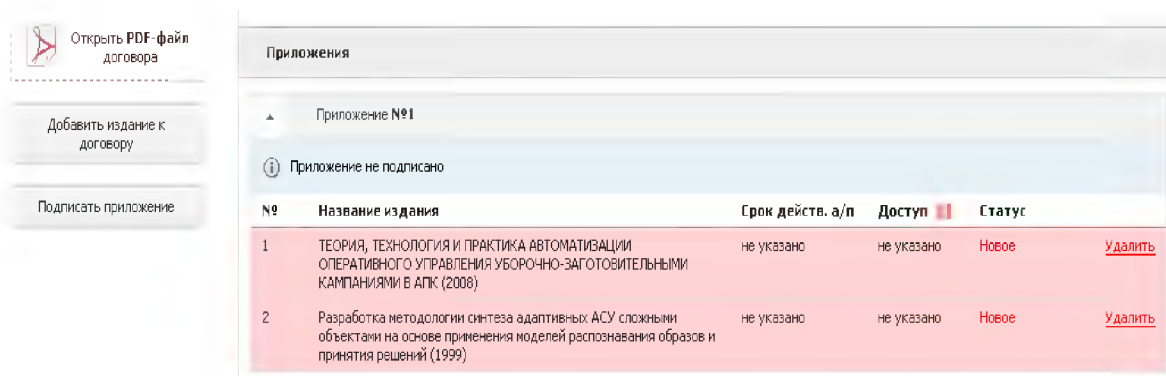 Открыть PDF-файл
договора
Добавить издание к
договору
Подписать приложение
Приложения
Приложение №1
Приложение не подписано
№ Название издания Срок действ. а/п Доступ Статус
1 ТЕОРИЯ, ТЕХНОЛОГИЯ И ПРАКТИКА АВТОМАТИЗАЦИИ не указано не указано Новое Удалить
ОПЕРАТИВНОГО УПРАВЛЕНИЯ УБОРОЧНО-ЗАГОТОВИТЕЛЬНЫМИ
КАМПАНИЯМИ В АПК (2008)
2 Разработка методологии синтеза адаптивных АСУ сложными не указано не указано Новое Удалить
объектами на основе применения моделей распознавания образов и
принятия решений (1999)